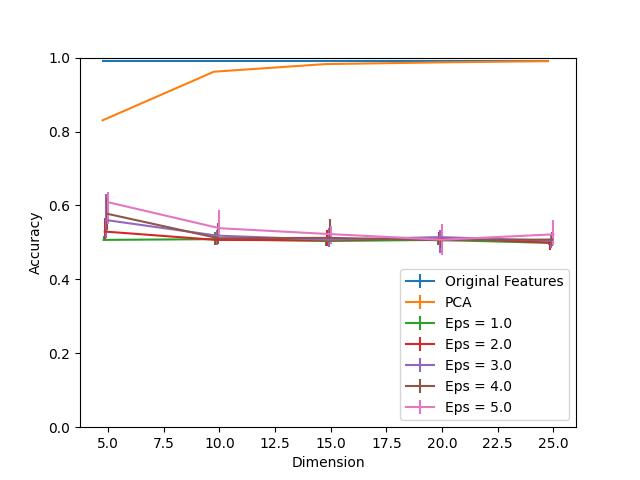 1.0
0.8
0.6
0.4
0.2
0.0
Accuracy
Original Features
PCA
Eps = 1.0
Eps = 2.0
Eps = 3.0
Eps = 4.0
Eps = 5.0
5.0 7.5 10.0 12.5 15.0 17.5 20.0 22.5 25.0
Dimension